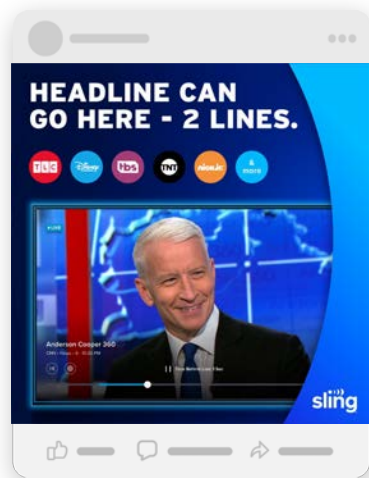 HEADLINE CAN
GO HERE - 2 LINES.
TLC
Disney
tbs
TNT
nick jr.
& more
LIVE
Anderson Cooper 360
sling